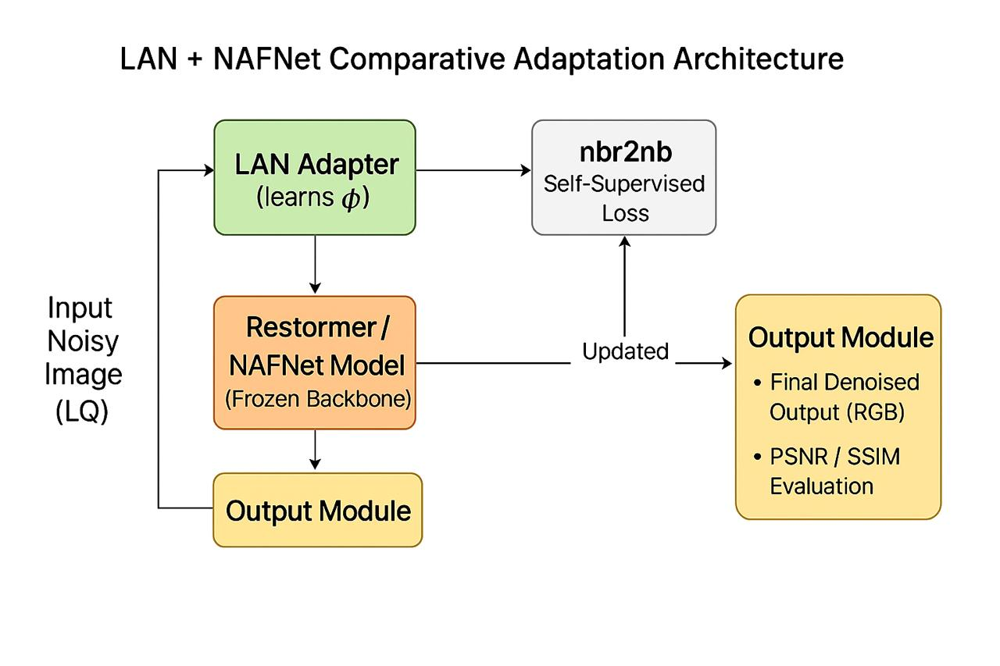 LAN + NAFNet Comparative Adaptation Architecture
LAN Adapter
(learns ϕ)
nbr2nb
Self-Supervised
Loss
Input
Noisy
Image
(LQ)
Restormer /
NAFNet Model
(Frozen Backbone)
Updated
Output Module
• Final Denoised
Output (RGB)
• PSNR / SSIM
Evaluation
Output Module